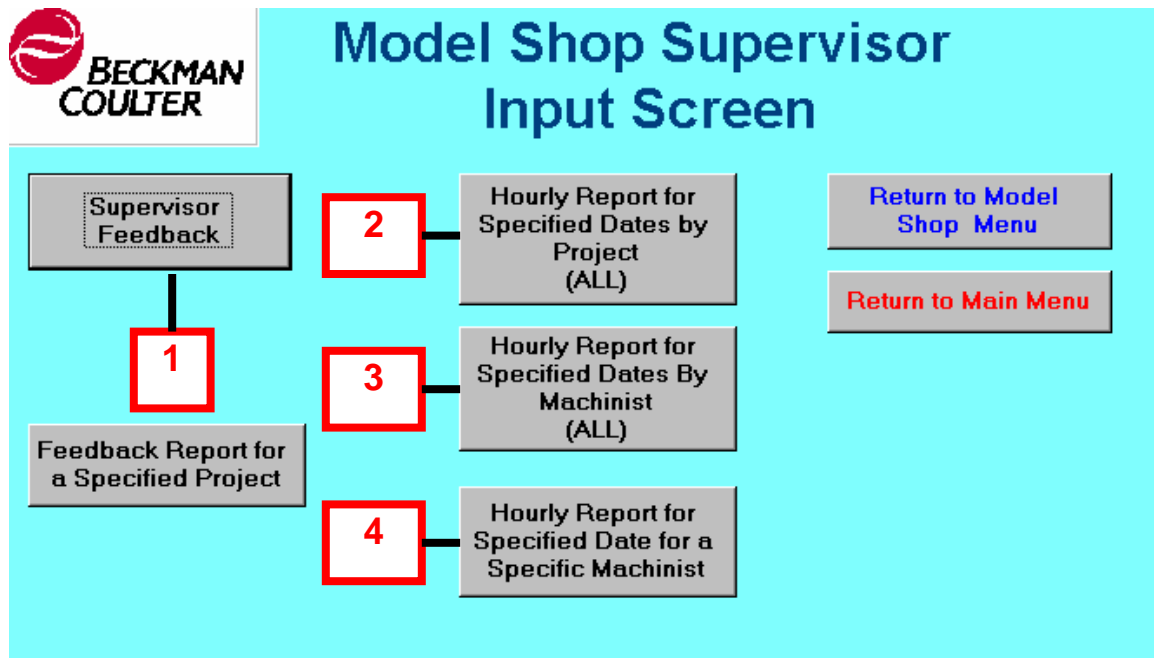 BECKMAN
COULTER
Model Shop Supervisor
Input Screen
Supervisor
Feedback
1
Feedback Report for
a Specified Project
2
Hourly Report for
Specified Dates by
Project
(ALL)
3
Hourly Report for
Specified Dates By
Machinist
(ALL)
4
Hourly Report for
Specified Date for a
Specific Machinist
Return to Model
Shop Menu
Return to Main Menu